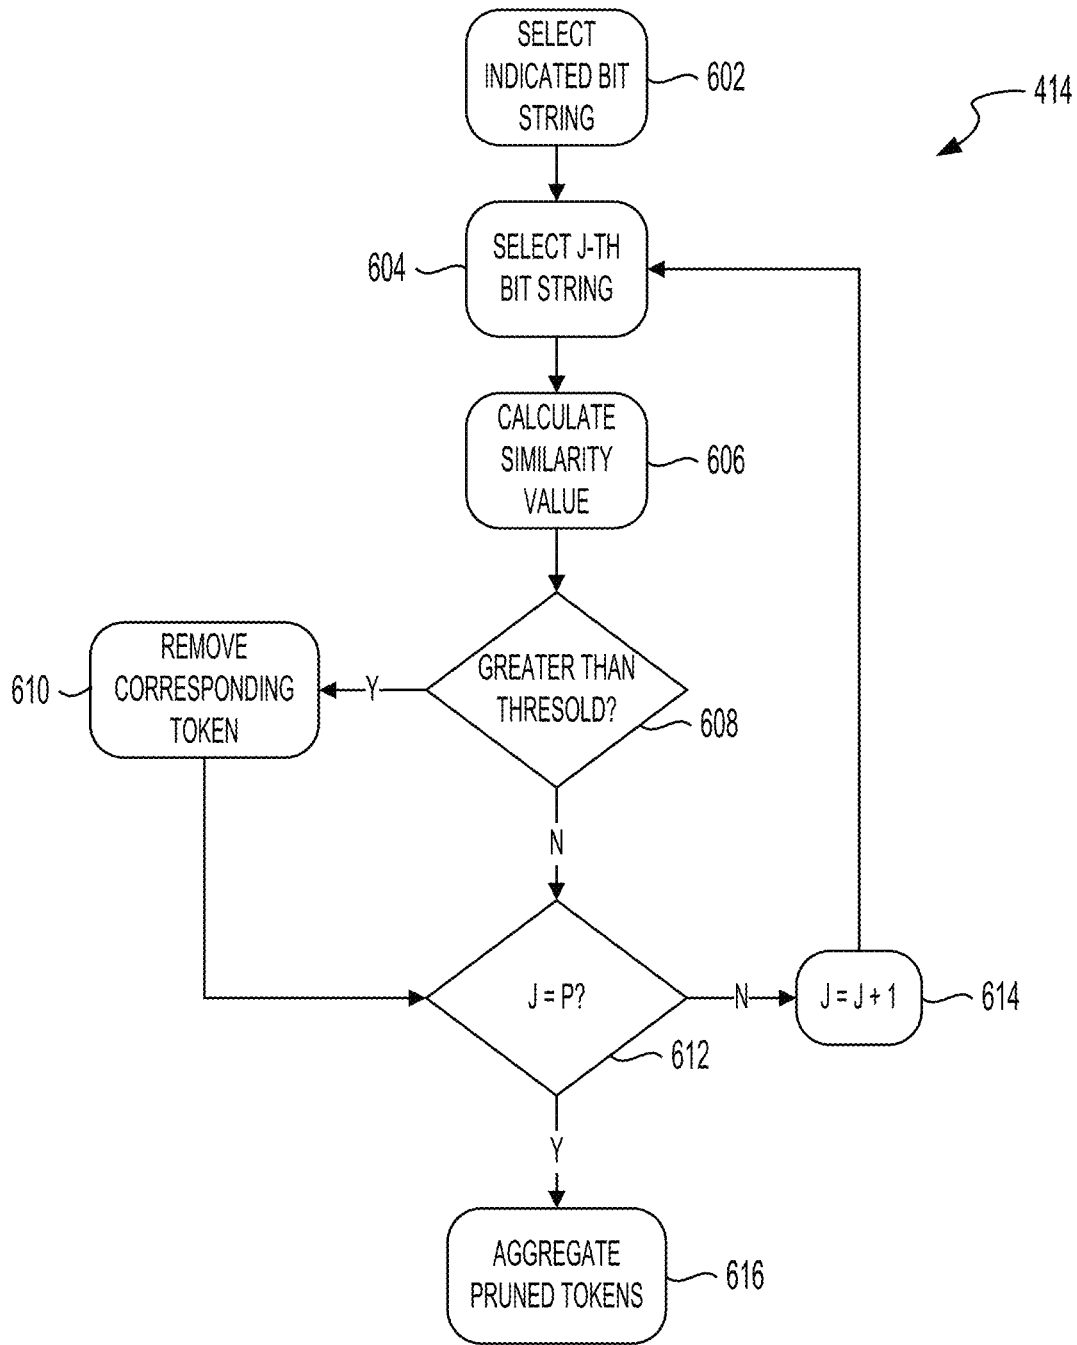 SELECT
INDICATED BIT
STRING
602
414
SELECT J-TH
BIT STRING
604
CALCULATE
SIMILARITY
VALUE
606
GREATER THAN
THRESOLD?
608
Y
REMOVE
CORRESPONDING
TOKEN
610
N
J = P?
612
N
J = J + 1
614
Y
AGGREGATE
PRUNED TOKENS
616